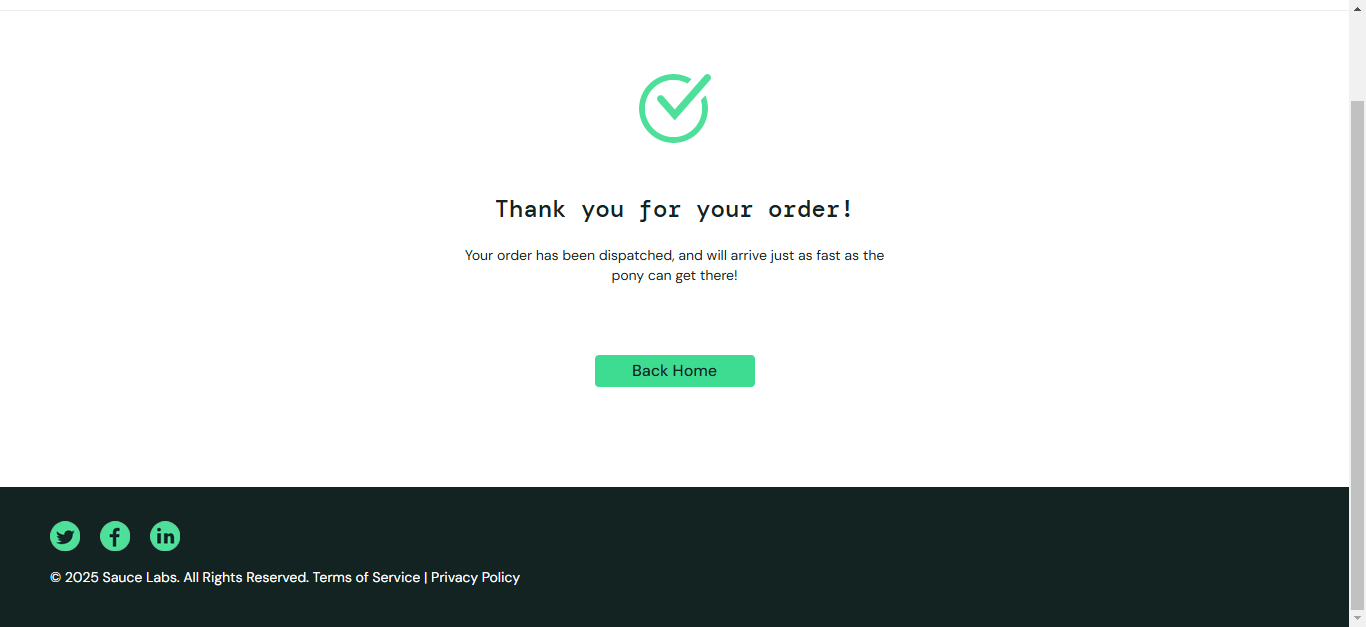 Thank you for your order!
Your order has been dispatched, and will arrive just as fast as the
pony can get there!
Back Home
© 2025 Sauce Labs. All Rights Reserved. Terms of Service | Privacy Policy